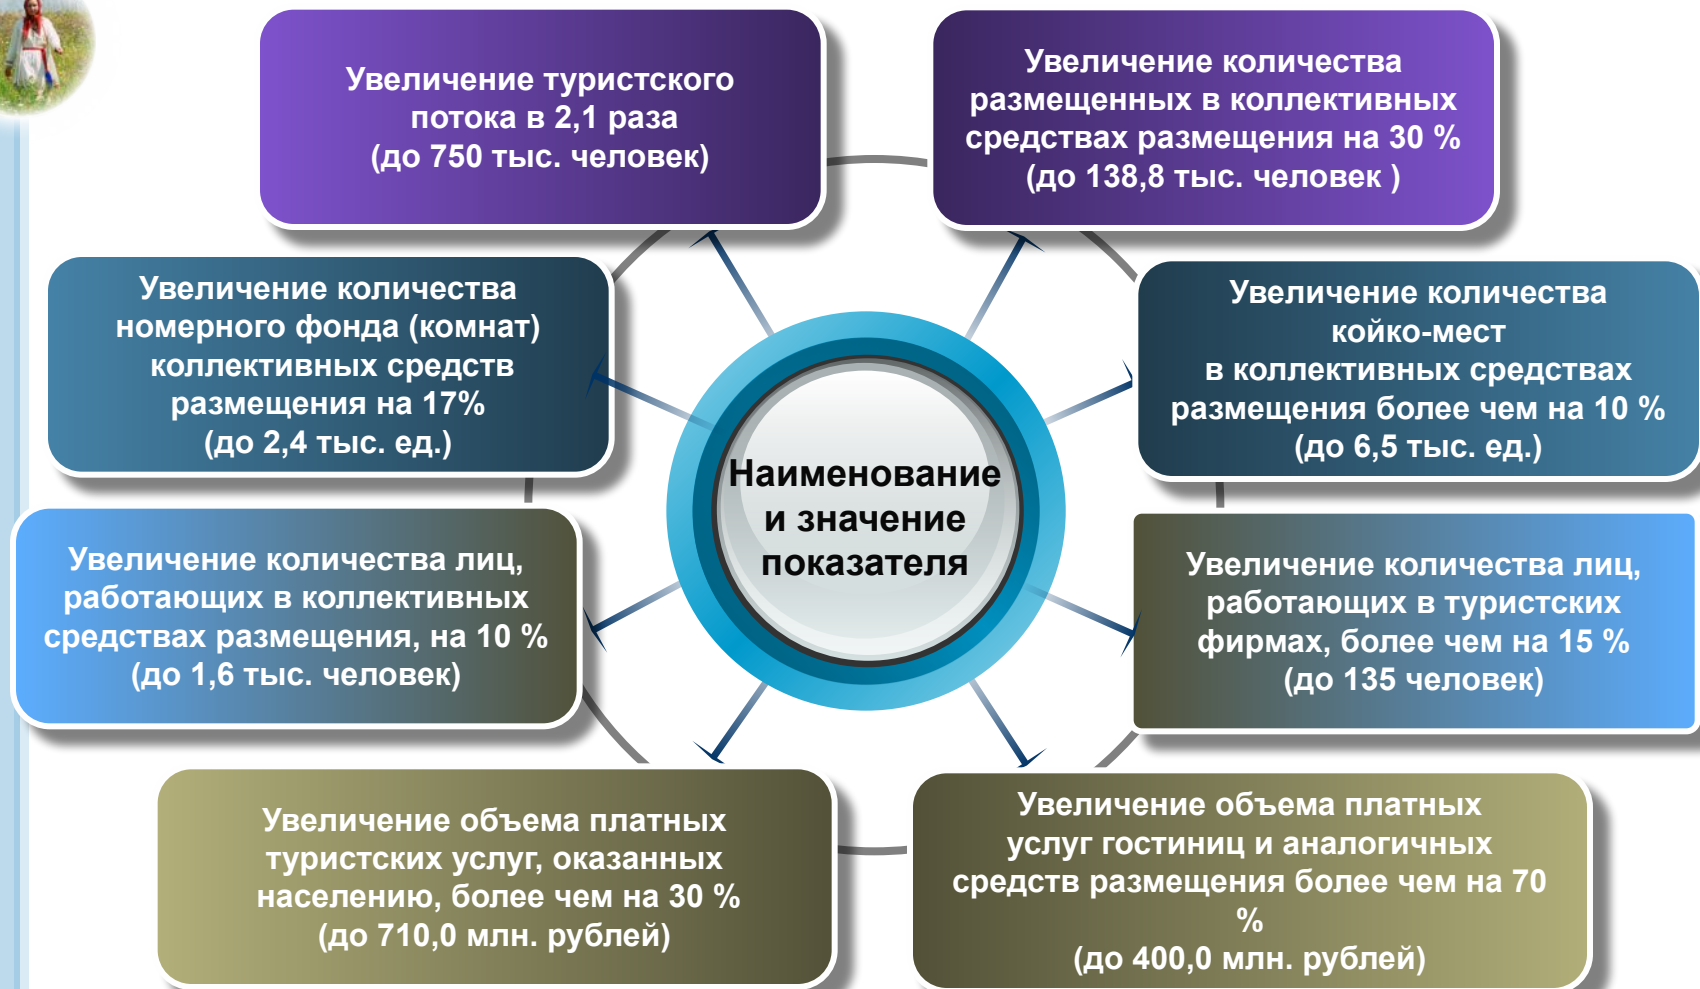 Увеличение туристского
потока в 2,1 раза
(до 750 тыс. человек)
Увеличение количества
размещенных в коллективных
средствах размещения на 30 %
(до 138,8 тыс. человек )
Увеличение количества
номерного фонда (комнат)
коллективных средств
размещения на 17%
(до 2,4 тыс. ед.)
Увеличение количества
койко-мест
в коллективных средствах
размещения более чем на 10 %
(до 6,5 тыс. ед.)
Наименование
и значение
показателя
Увеличение количества лиц,
работающих в коллективных
средствах размещения, на 10 %
(до 1,6 тыс. человек)
Увеличение количества лиц,
работающих в туристских
фирмах, более чем на 15 %
(до 135 человек)
Увеличение объема платных
туристских услуг, оказанных
населению, более чем на 30 %
(до 710,0 млн. рублей)
Увеличение объема платных
услуг гостиниц и аналогичных
средств размещения более чем на 70
%
(до 400,0 млн. рублей)